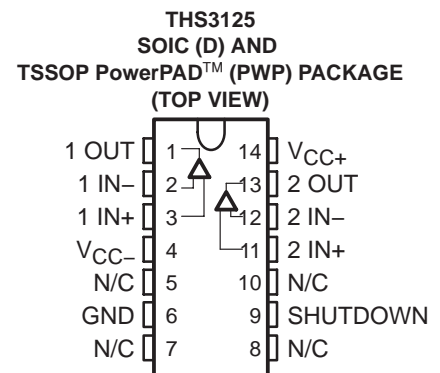 THS3125
SOIC (D) AND
TSSOP PowerPAD™ (PWP) PACKAGE
(TOP VIEW)
1 OUT 1 14 VCC+
1 IN− 2 13 2 OUT
1 IN+ 3 12 2 IN−
VCC− 4 11 2 IN+
N/C 5 10 N/C
GND 6 9 SHUTDOWN
N/C 7 8 N/C